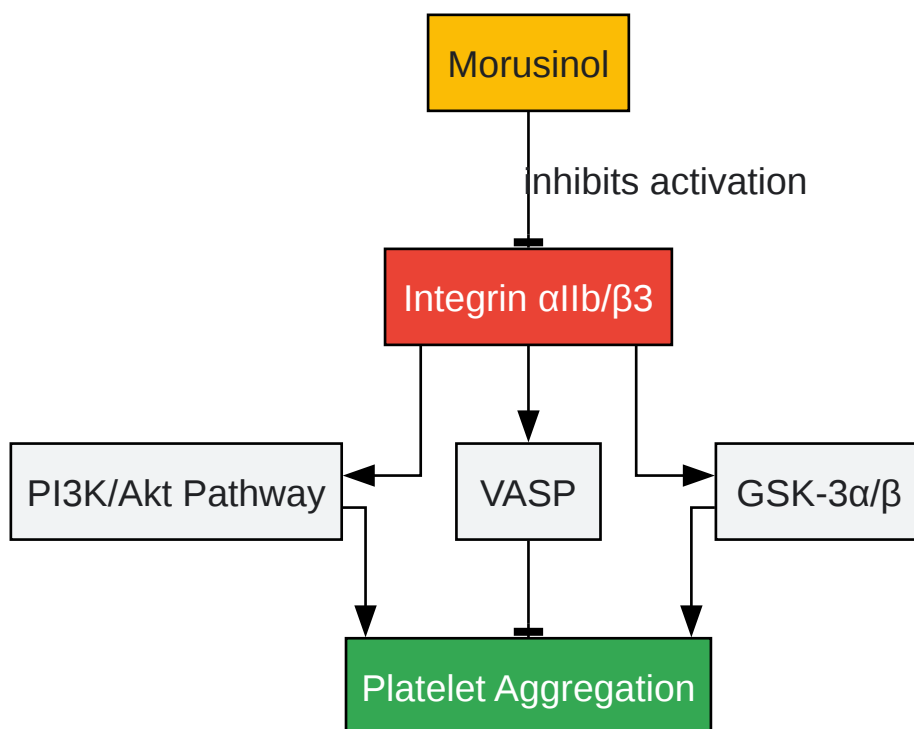 Morusinol
inhibits activation
Integrin αIIb/β3
PI3K/Akt Pathway
VASP
GSK-3α/β
Platelet Aggregation